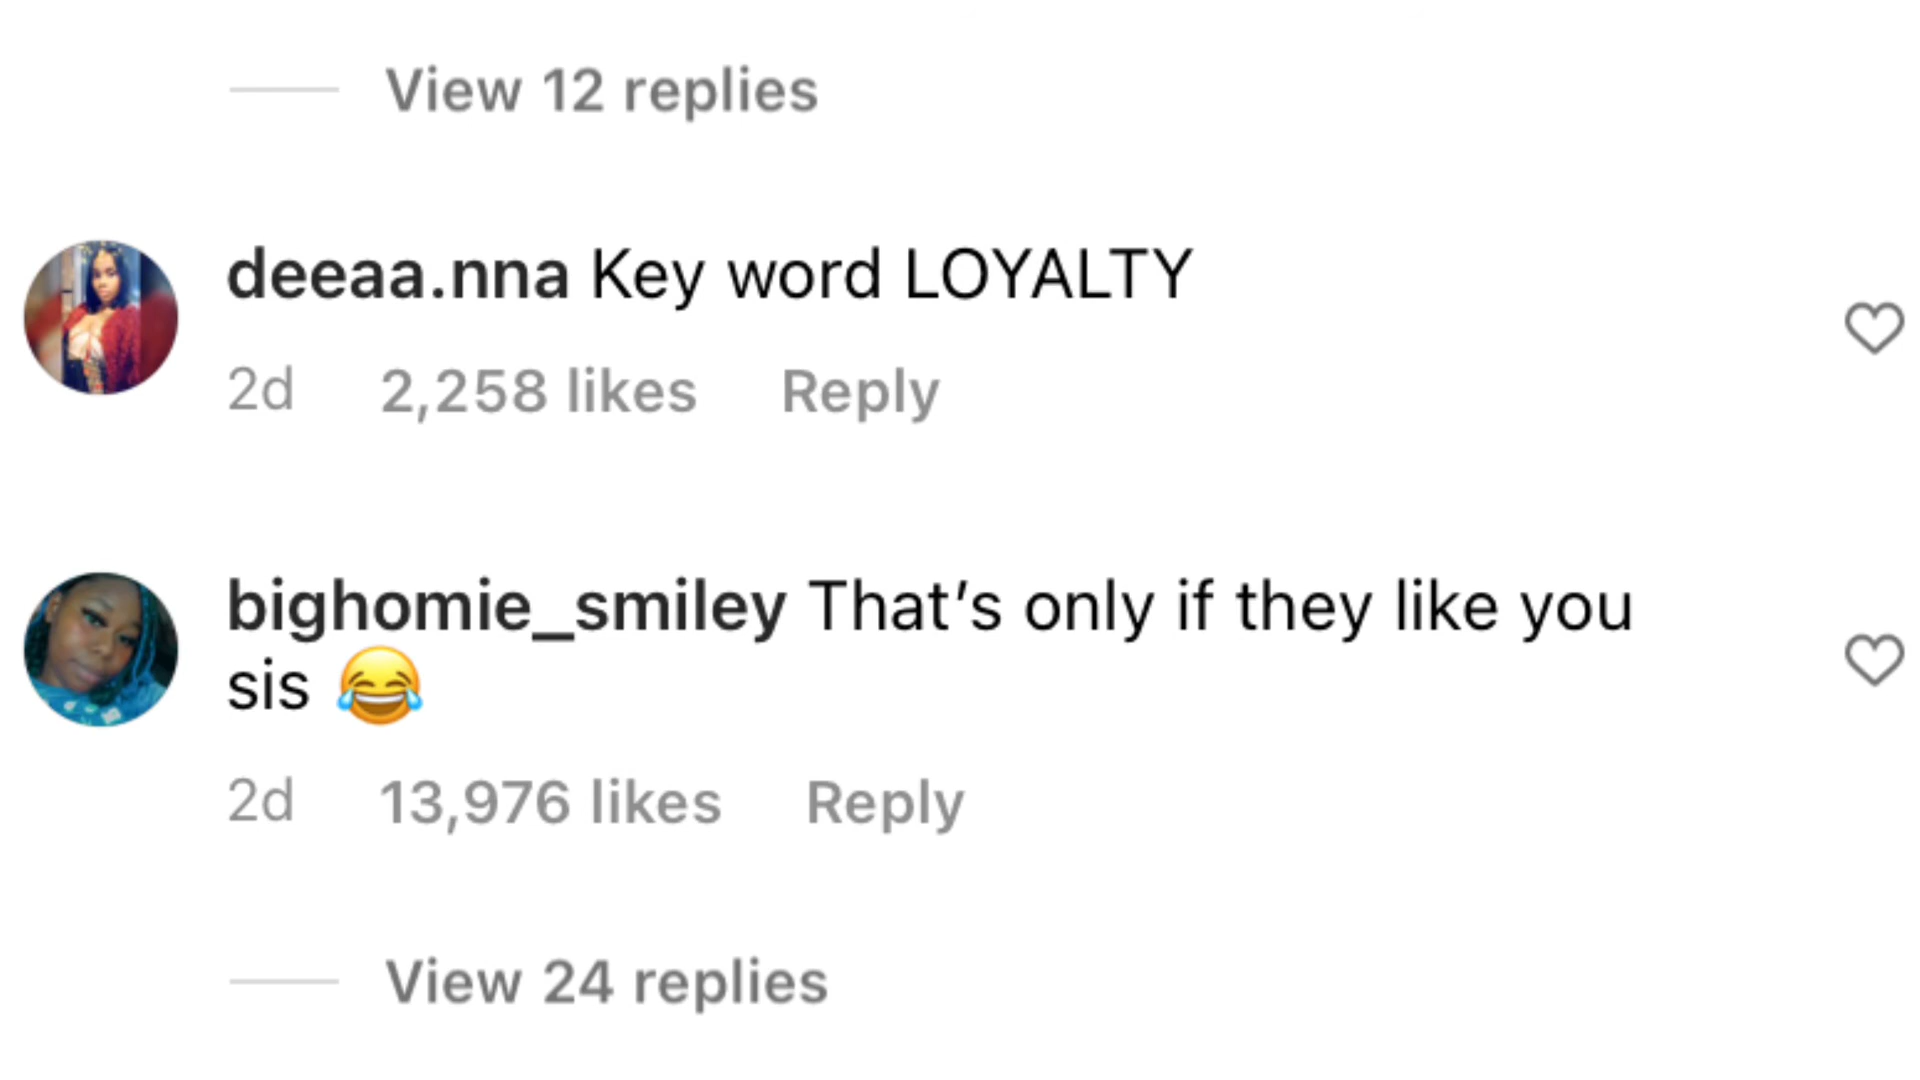 View 12 replies
deeaa.nna Key word LOYALTY
2d 2,258 likes Reply
bighomie_smiley That’s only if they like you
sis 😂
2d 13,976 likes Reply
View 24 replies